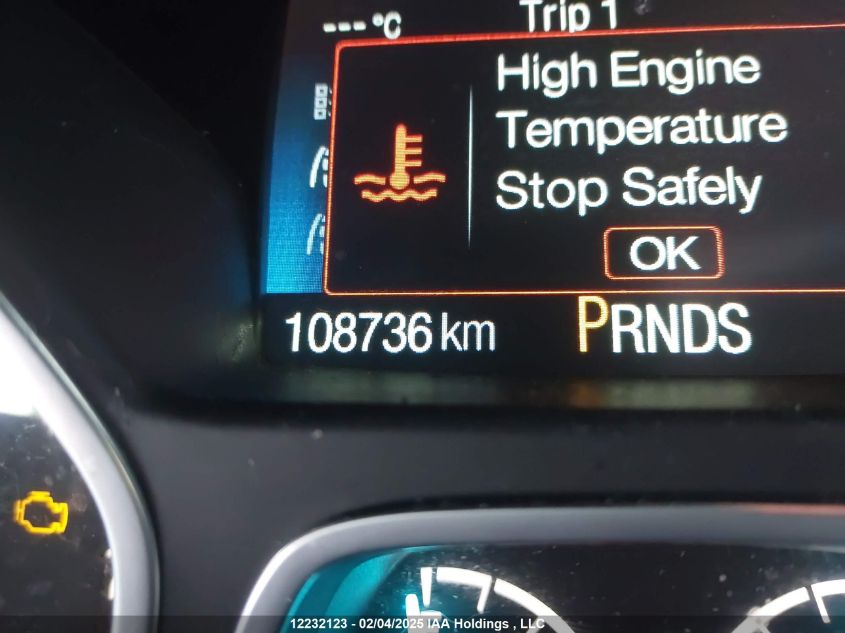 --- °C
Trip 1
High Engine
Temperature
Stop Safely
OK
108736 km
PRNDS
12232123 - 02/04/2025 IAA Holdings , LLC